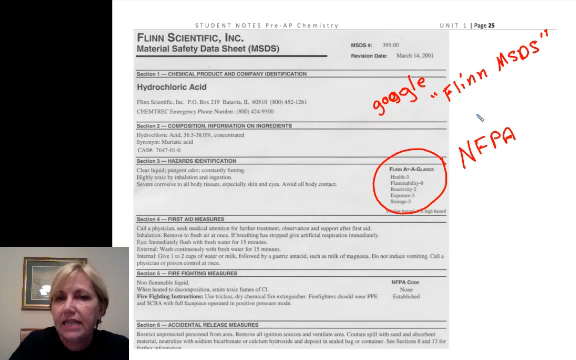 STUDENT NOTES Pre-AP Chemistry UNIT 1 | Page 25
FLINN SCIENTIFIC, INC.
Material Safety Data Sheet (MSDS)
MSDS #: 395.00
Revision Date: March 14, 2001
Section 1 — CHEMICAL PRODUCT AND COMPANY IDENTIFICATION
Hydrochloric Acid
Flinn Scientific, Inc. P.O. Box 219 Batavia, IL 60510 (800) 452-1261
CHEMTREC Emergency Phone Number: (800) 424-9300
google "Flinn MSDS"
NFPA
Section 2 — COMPOSITION, INFORMATION ON INGREDIENTS
Hydrochloric Acid, 36.5-38.0%, concentrated
Synonym: Muriatic acid
CAS# 7647-01-0
Section 3 — HAZARDS IDENTIFICATION
Clear liquid; pungent odor; constantly fuming.
Highly toxic by inhalation and ingestion.
Severe corrosive to all body tissues, especially skin and eyes. Avoid all body contact.
FLINN AT-A-GLANCE
Health-3
Flammability-0
Reactivity-2
Exposure-3
Storage-3
is high hazard
Section 4 — FIRST AID MEASURES
Call a physician, seek medical attention for further treatment, observation and support after first aid.
Inhalation: Remove to fresh air at once. If breathing has stopped give artificial respiration immediately.
Eye: Immediately flush with fresh water for 15 minutes.
External: Wash continuously with fresh water for 15 minutes.
Internal: Give 1 to 2 cups of water or milk, followed by a gastric antacid, such as milk of magnesia. Do not induce vomiting. Call a
physician or poison control at once.
Section 5 — FIRE FIGHTING MEASURES
Non flammable liquid.
When heated to decomposition, emits toxic fumes of Cl.
Fire Fighting Instructions: Use triclass, dry chemical fire extinguisher. Firefighters should wear PPE
and SCBA with full facepiece operated in positive pressure mode.
NFPA CODE
None
Established
Section 6 — ACCIDENTAL RELEASE MEASURES
Restrict unprotected personnel from area. Remove all ignition sources and ventilate area. Contain spill with sand and absorbent
material, neutralize with sodium bicarbonate or calcium hydroxide and deposit in sealed bag or container. See Sections 8 and 13 for
further information.